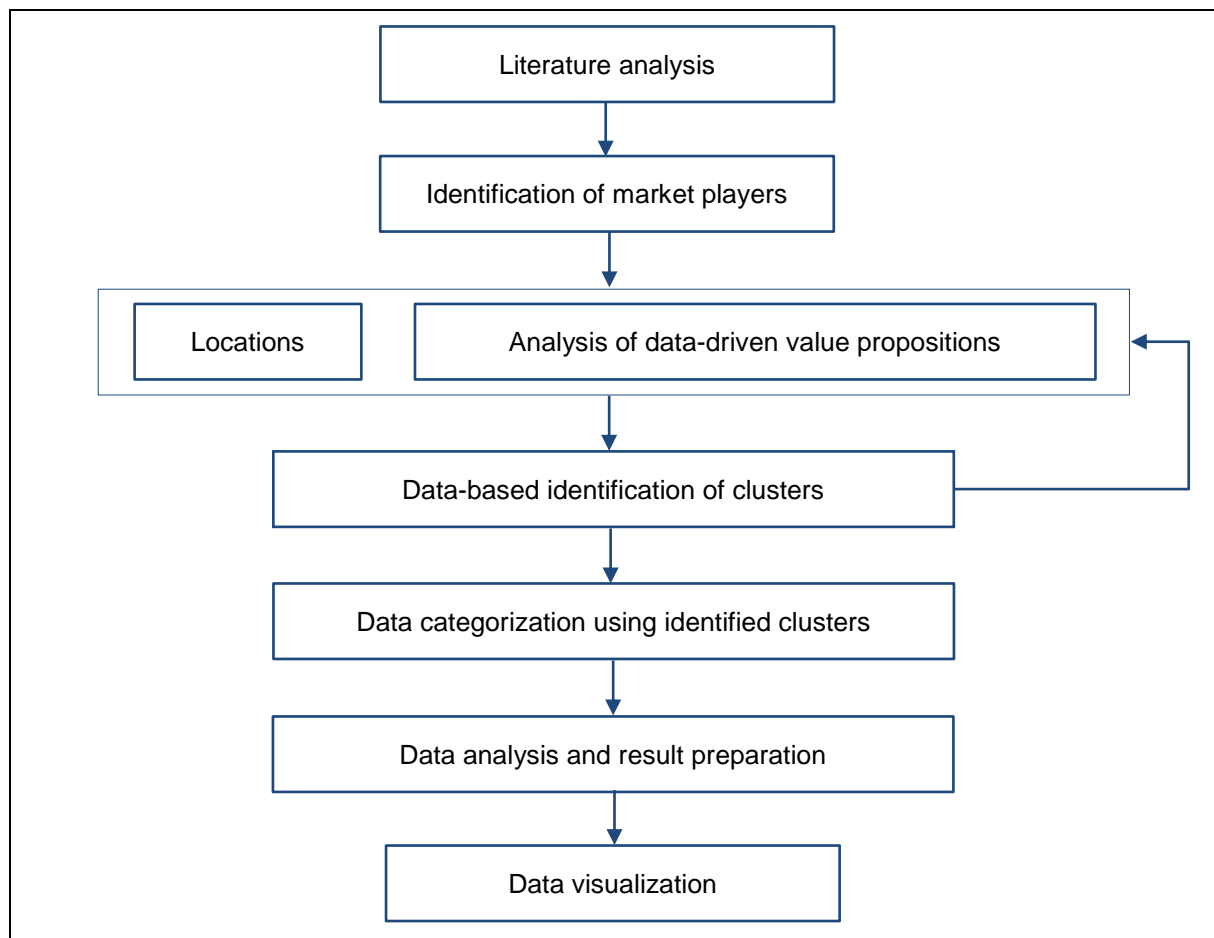 Literature analysis
Identification of market players
Locations
Analysis of data-driven value propositions
Data-based identification of clusters
Data categorization using identified clusters
Data analysis and result preparation
Data visualization